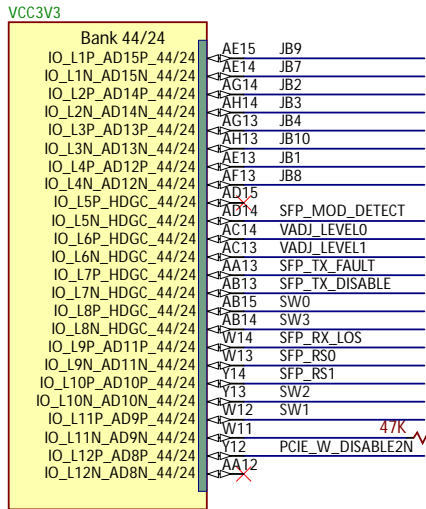 VCC3V3
Bank 44/24
IO_L1P_AD15P_44/24 AE15 JB9
IO_L1N_AD15N_44/24 AE14 JB7
IO_L2P_AD14P_44/24 AG14 JB2
IO_L2N_AD14N_44/24 AH14 JB3
IO_L3P_AD13P_44/24 AG13 JB4
IO_L3N_AD13N_44/24 AH13 JB10
IO_L4P_AD12P_44/24 AE13 JB1
IO_L4N_AD12N_44/24 AF13 JB8
IO_L5P_HDGC_44/24 AD15
IO_L5N_HDGC_44/24 AD14 SFP_MOD_DETECT
IO_L6P_HDGC_44/24 AC14 VADJ_LEVEL0
IO_L6N_HDGC_44/24 AC13 VADJ_LEVEL1
IO_L7P_HDGC_44/24 AA13 SFP_TX_FAULT
IO_L7N_HDGC_44/24 AB13 SFP_TX_DISABLE
IO_L8P_HDGC_44/24 AB15 SW0
IO_L8N_HDGC_44/24 AB14 SW3
IO_L9P_AD11P_44/24 W14 SFP_RX_LOS
IO_L9N_AD11N_44/24 W13 SFP_RS0
IO_L10P_AD10P_44/24 Y14 SFP_RS1
IO_L10N_AD10N_44/24 Y13 SW2
IO_L11P_AD9P_44/24 W12 SW1
IO_L11N_AD9N_44/24 W11 47K
IO_L12P_AD8P_44/24 Y12 PCIE_W_DISABLE2N
IO_L12N_AD8N_44/24 AA12